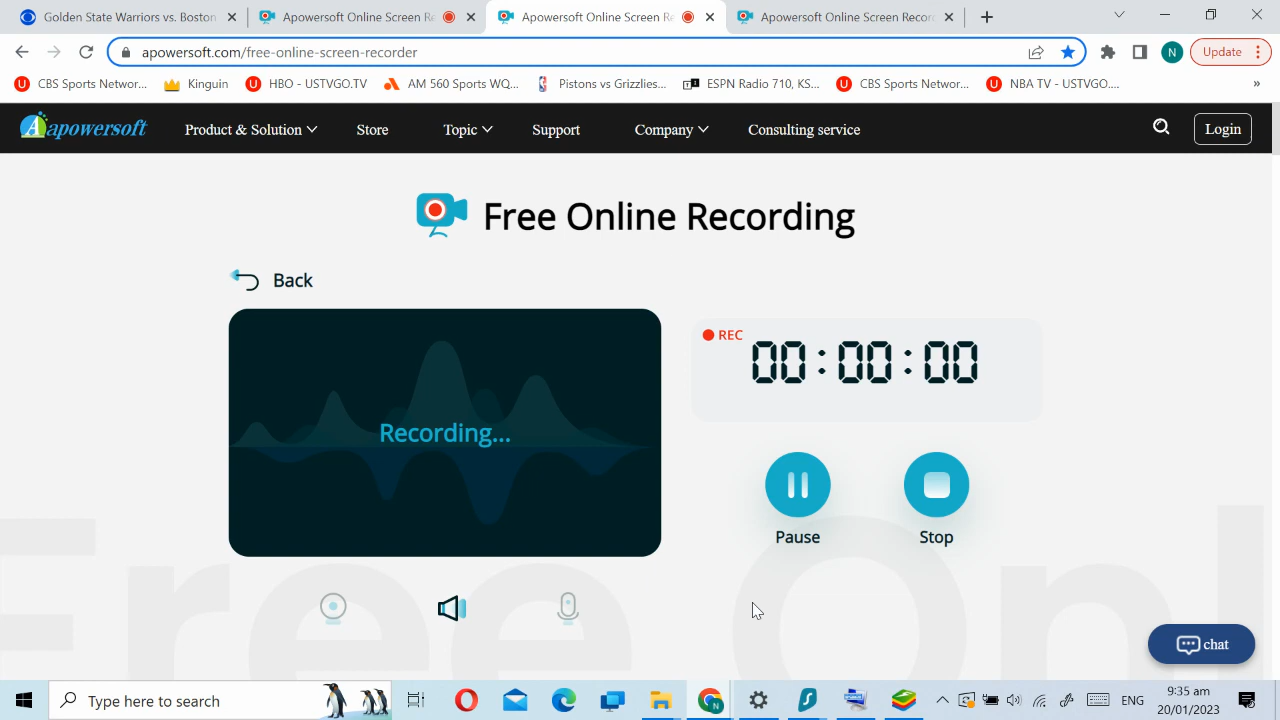 Golden State Warriors vs. Boston
Apowersoft Online Screen Re
Apowersoft Online Screen Re
Apowersoft Online Screen Recor
apowersoft.com/free-online-screen-recorder
N
Update
CBS Sports Networ...
Kinguin
HBO - USTVGO.TV
AM 560 Sports WQ...
Pistons vs Grizzlies...
ESPN Radio 710, KS...
CBS Sports Networ...
NBA TV - USTVGO....
»
apowersoft
Product & Solution
Store
Topic
Support
Company
Consulting service
Login
Free Online Recording
Back
REC
00:00:00
Recording...
Pause
Stop
Free Onl
chat
Type here to search
ENG
9:35 am
20/01/2023